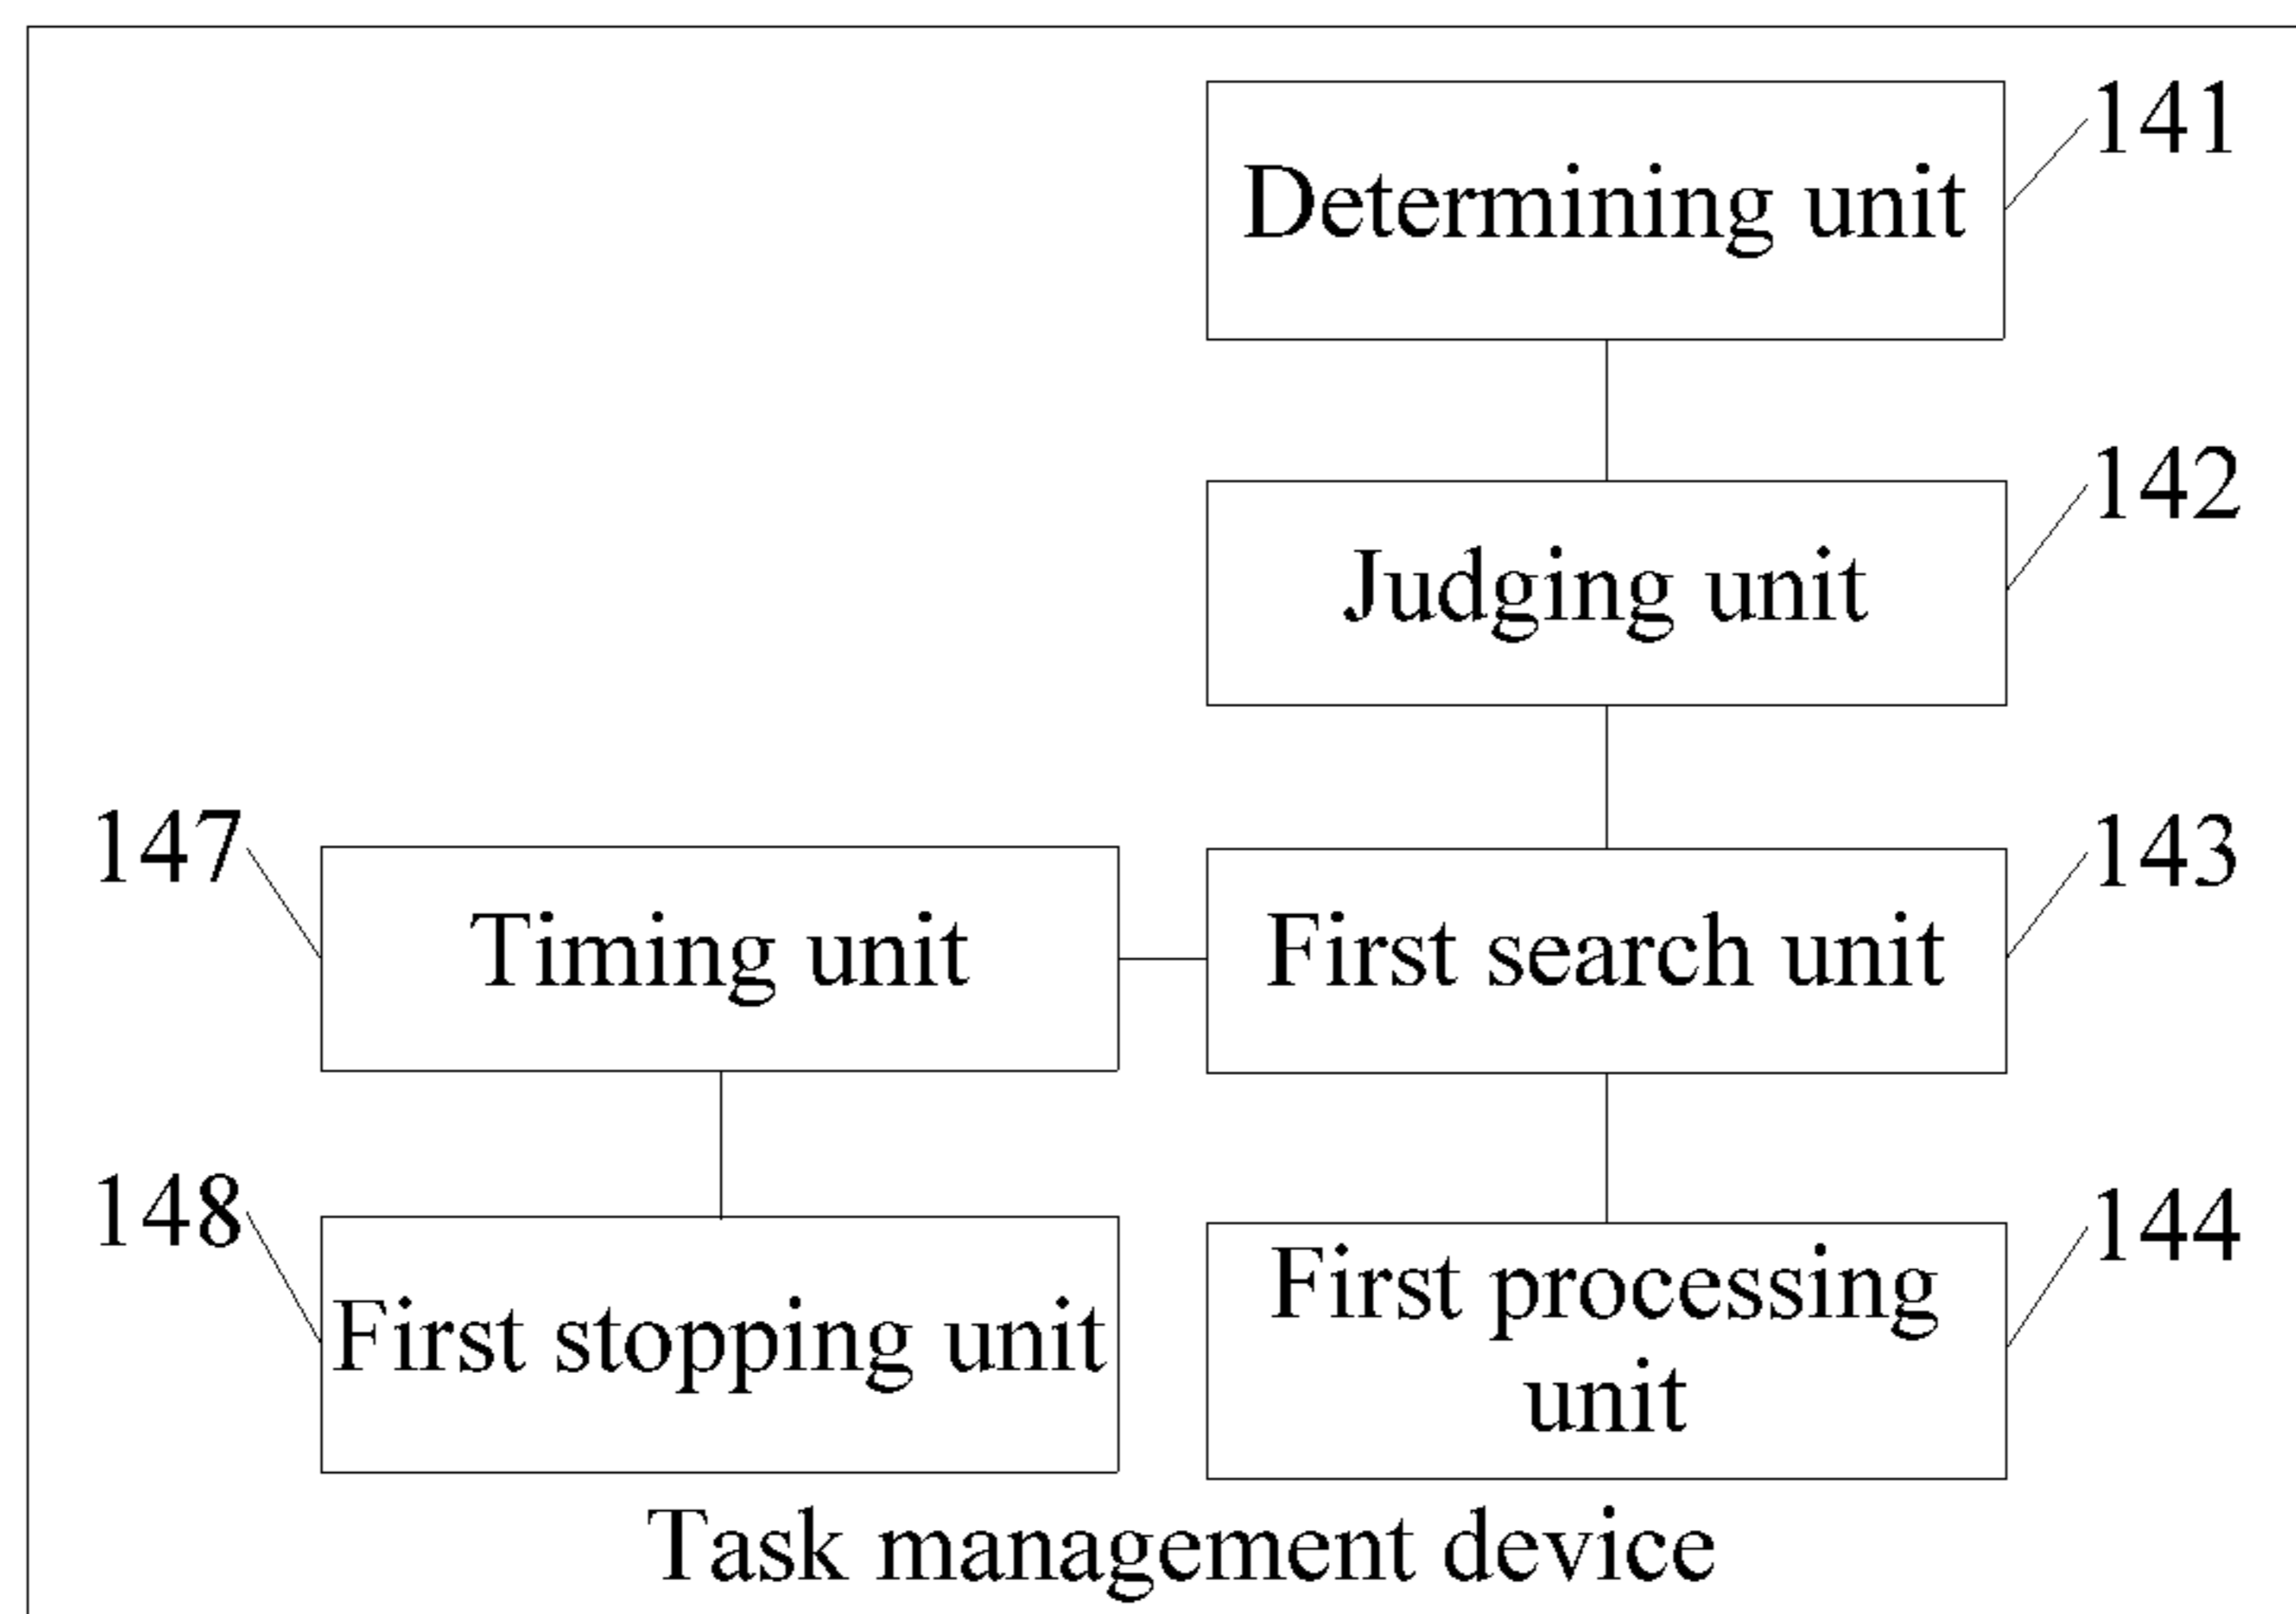 141
Determining unit
142
Judging unit
147
Timing unit
First search unit
143
148
First stopping unit
First processing
unit
144
Task management device